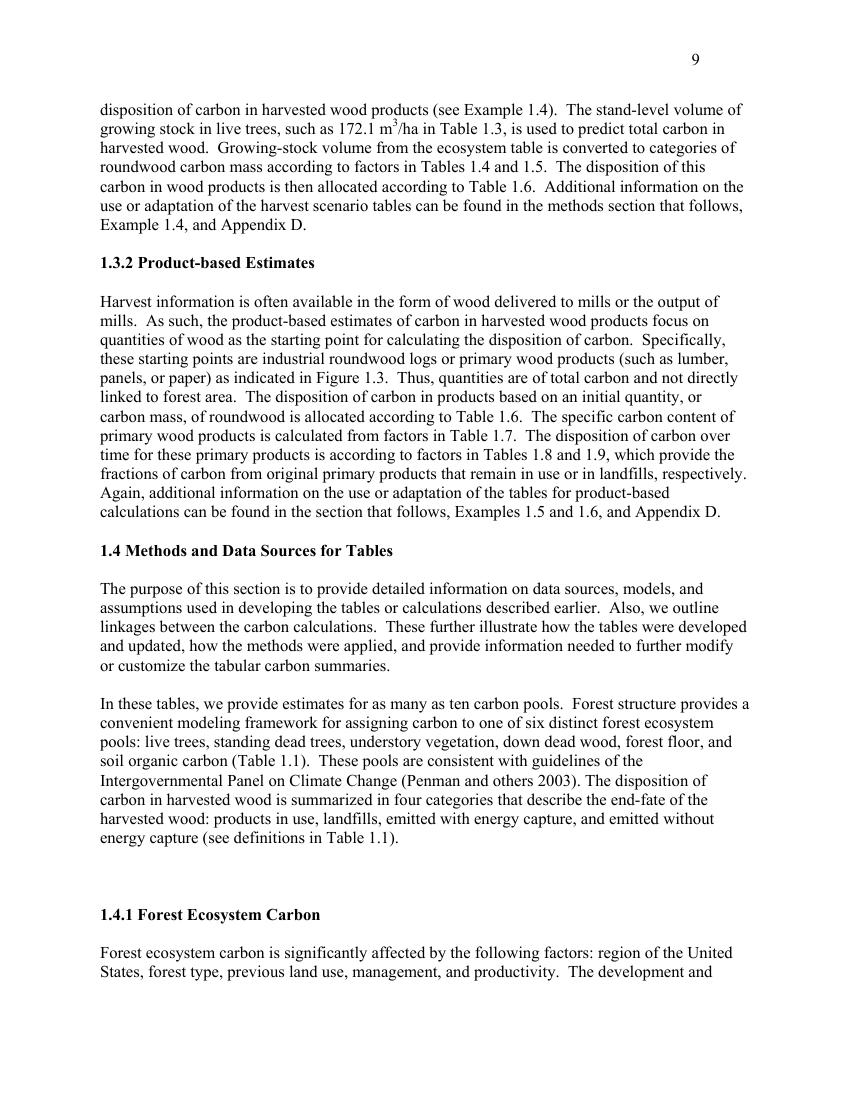 9
disposition of carbon in harvested wood products (see Example 1.4).  The stand-level volume of
growing stock in live trees, such as 172.1 m³/ha in Table 1.3, is used to predict total carbon in
harvested wood.  Growing-stock volume from the ecosystem table is converted to categories of
roundwood carbon mass according to factors in Tables 1.4 and 1.5.  The disposition of this
carbon in wood products is then allocated according to Table 1.6.  Additional information on the
use or adaptation of the harvest scenario tables can be found in the methods section that follows,
Example 1.4, and Appendix D.
1.3.2 Product-based Estimates
Harvest information is often available in the form of wood delivered to mills or the output of
mills.  As such, the product-based estimates of carbon in harvested wood products focus on
quantities of wood as the starting point for calculating the disposition of carbon.  Specifically,
these starting points are industrial roundwood logs or primary wood products (such as lumber,
panels, or paper) as indicated in Figure 1.3.  Thus, quantities are of total carbon and not directly
linked to forest area.  The disposition of carbon in products based on an initial quantity, or
carbon mass, of roundwood is allocated according to Table 1.6.  The specific carbon content of
primary wood products is calculated from factors in Table 1.7.  The disposition of carbon over
time for these primary products is according to factors in Tables 1.8 and 1.9, which provide the
fractions of carbon from original primary products that remain in use or in landfills, respectively.
Again, additional information on the use or adaptation of the tables for product-based
calculations can be found in the section that follows, Examples 1.5 and 1.6, and Appendix D.
1.4 Methods and Data Sources for Tables
The purpose of this section is to provide detailed information on data sources, models, and
assumptions used in developing the tables or calculations described earlier.  Also, we outline
linkages between the carbon calculations.  These further illustrate how the tables were developed
and updated, how the methods were applied, and provide information needed to further modify
or customize the tabular carbon summaries.
In these tables, we provide estimates for as many as ten carbon pools.  Forest structure provides a
convenient modeling framework for assigning carbon to one of six distinct forest ecosystem
pools: live trees, standing dead trees, understory vegetation, down dead wood, forest floor, and
soil organic carbon (Table 1.1).  These pools are consistent with guidelines of the
Intergovernmental Panel on Climate Change (Penman and others 2003). The disposition of
carbon in harvested wood is summarized in four categories that describe the end-fate of the
harvested wood: products in use, landfills, emitted with energy capture, and emitted without
energy capture (see definitions in Table 1.1).
1.4.1 Forest Ecosystem Carbon
Forest ecosystem carbon is significantly affected by the following factors: region of the United
States, forest type, previous land use, management, and productivity.  The development and